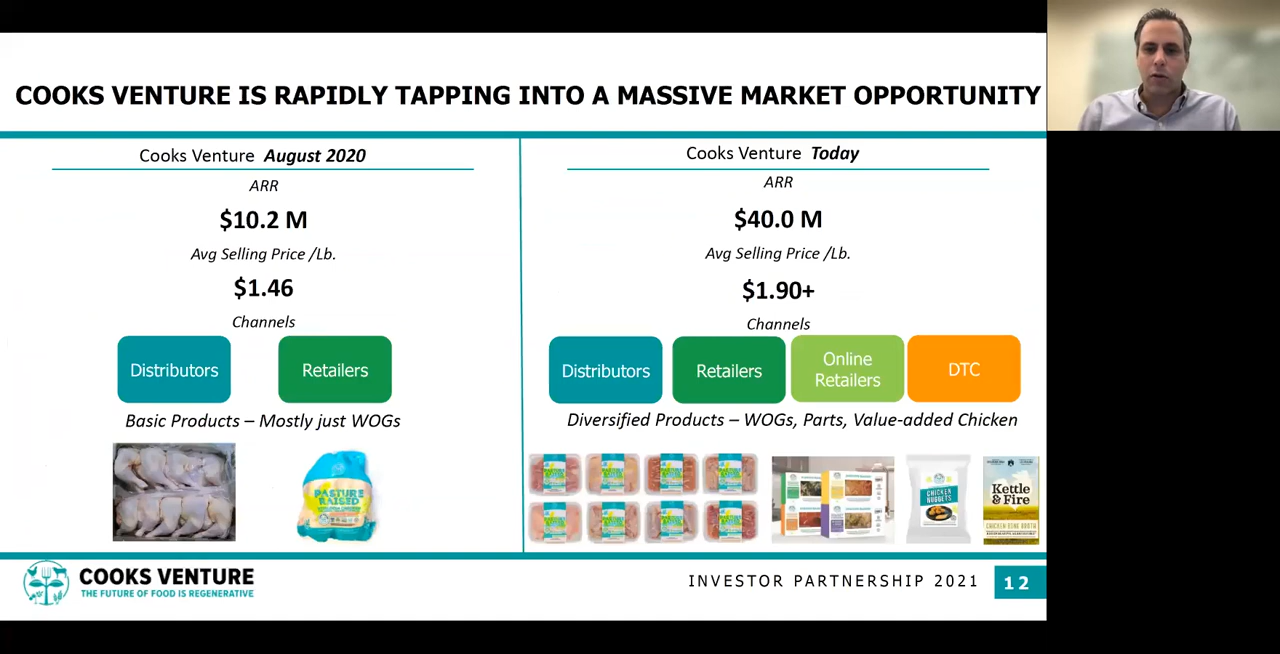 COOKS VENTURE IS RAPIDLY TAPPING INTO A MASSIVE MARKET OPPORTUNITY
Cooks Venture August 2020
ARR
$10.2 M
Avg Selling Price /Lb.
$1.46
Channels
Distributors
Retailers
Basic Products – Mostly just WOGs
PASTURE
RAISED
Cooks Venture Today
ARR
$40.0 M
Avg Selling Price /Lb.
$1.90+
Channels
Distributors
Retailers
Online
Retailers
DTC
Diversified Products – WOGs, Parts, Value-added Chicken
CHICKEN
NUGGETS
Kettle
& Fire
CHICKEN BONE BROTH
COOKS VENTURE
THE FUTURE OF FOOD IS REGENERATIVE
INVESTOR PARTNERSHIP 2021
12